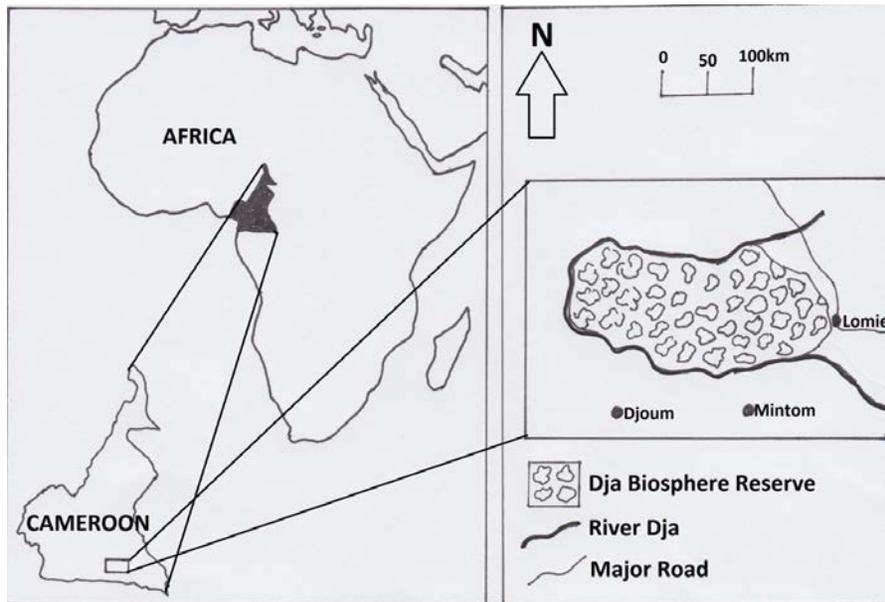 AFRICA
CAMEROON
N
0 50 100km
Lomie
Djoum
Mintom
Dja Biosphere Reserve
River Dja
Major Road